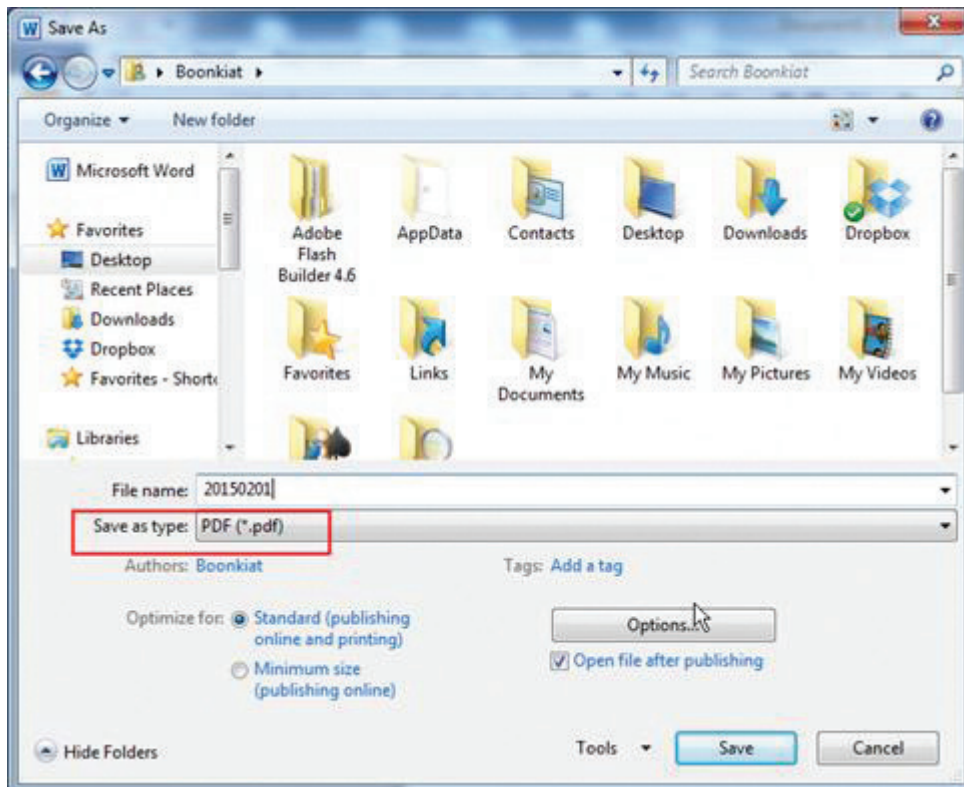 Save As
Boonkiat
Search Boonkiat
Organize
New folder
Microsoft Word
Favorites
Desktop
Recent Places
Downloads
Dropbox
Favorites - Shortc
Libraries
Adobe
Flash
Builder 4.6
AppData
Contacts
Desktop
Downloads
Dropbox
Favorites
Links
My
Documents
My Music
My Pictures
My Videos
File name: 20150201
Save as type: PDF (*.pdf)
Authors: Boonkiat
Tags: Add a tag
Optimize for: Standard (publishing
online and printing)
Minimum size
(publishing online)
Options...
Open file after publishing
Hide Folders
Tools
Save
Cancel